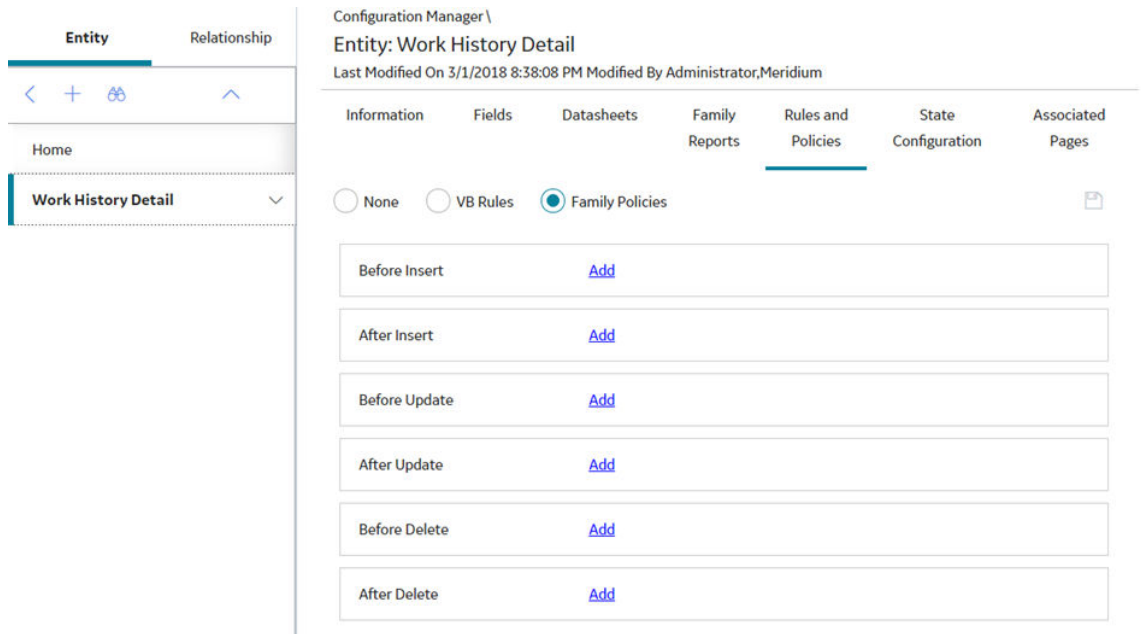 Entity Relationship
Home
Work History Detail
Configuration Manager\
Entity: Work History Detail
Last Modified On 3/1/2018 8:38:08 PM Modified By Administrator,Meridium
Information Fields Datasheets Family Reports Rules and Policies State Configuration Associated Pages
None VB Rules Family Policies
Before Insert Add
After Insert Add
Before Update Add
After Update Add
Before Delete Add
After Delete Add